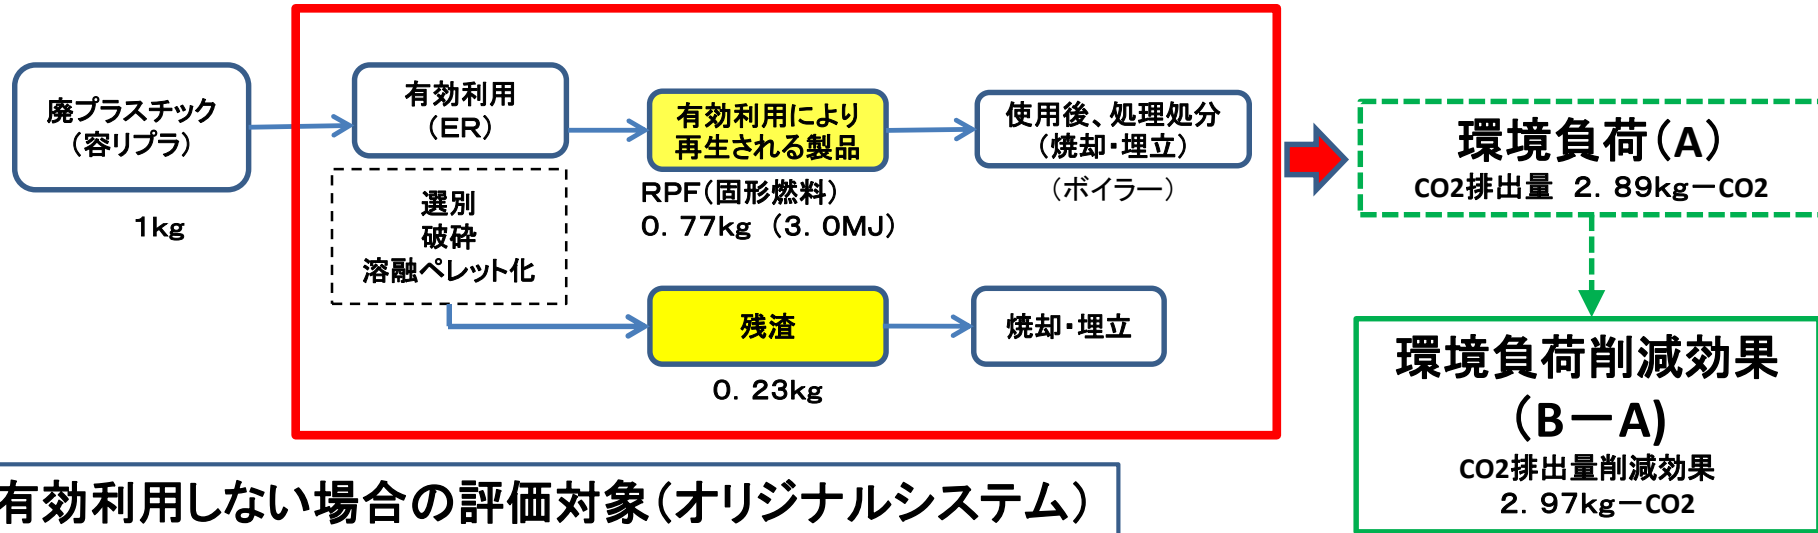 廃プラスチック
（容リプラ）
1kg
有効利用
（ER）
選別
破砕
溶融ペレット化
有効利用により
再生される製品
RPF（固形燃料）
0．77kg （3．0MJ）
使用後、処理処分
（焼却・埋立）
（ボイラー）
残渣
0．23kg
焼却・埋立
環境負荷（A）
CO2排出量 2．89kg－CO2
環境負荷削減効果
（B－A)
CO2排出量削減効果
2．97kg－CO2
有効利用しない場合の評価対象（オリジナルシステム）